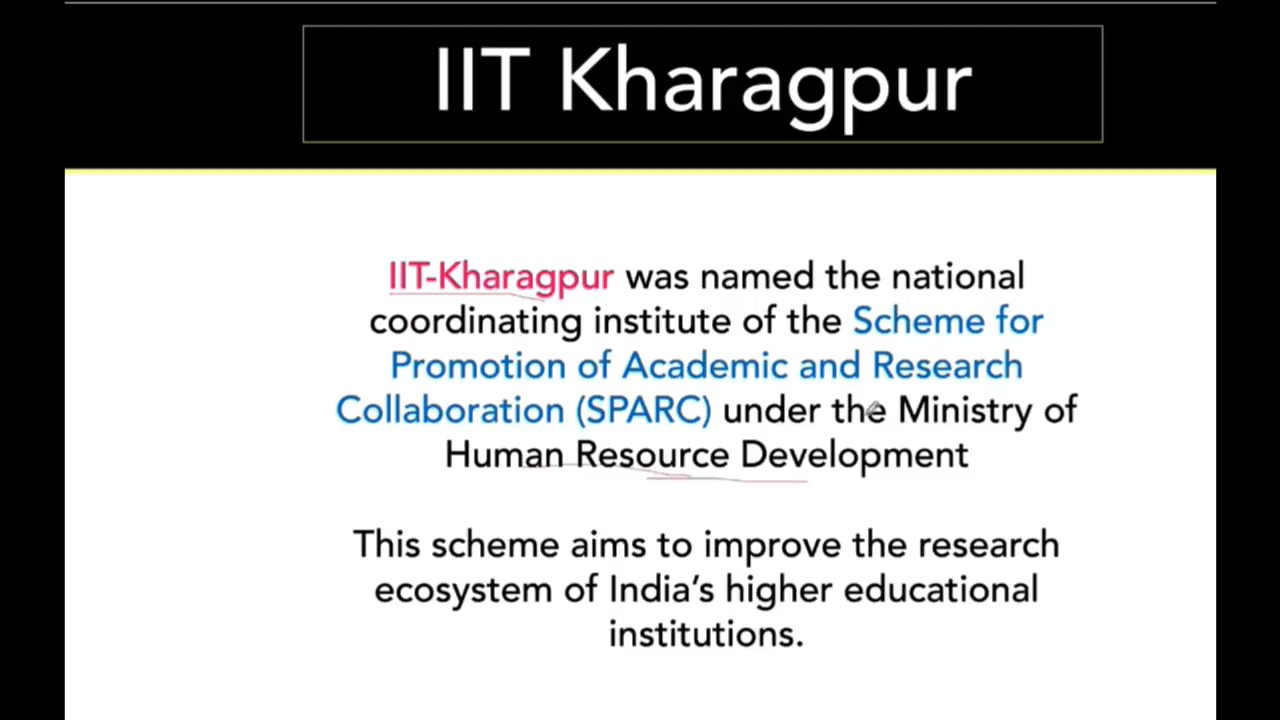 IIT Kharagpur
IIT-Kharagpur was named the national
coordinating institute of the Scheme for
Promotion of Academic and Research
Collaboration (SPARC) under the Ministry of
Human Resource Development
This scheme aims to improve the research
ecosystem of India’s higher educational
institutions.